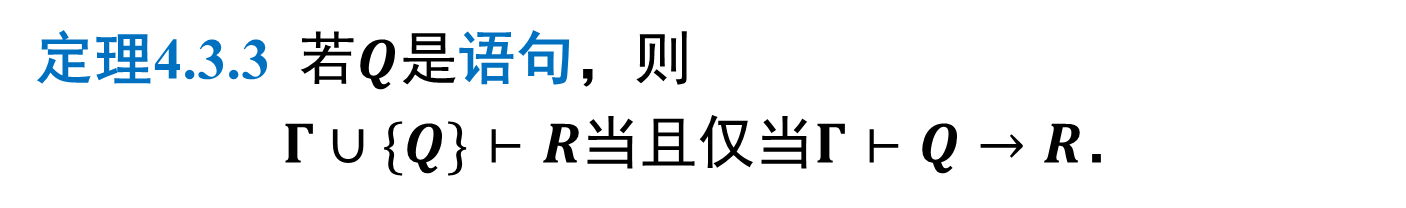 定理4.3.3 若Q是语句，则
Γ ∪ {Q} ⊢ R当且仅当Γ ⊢ Q → R.